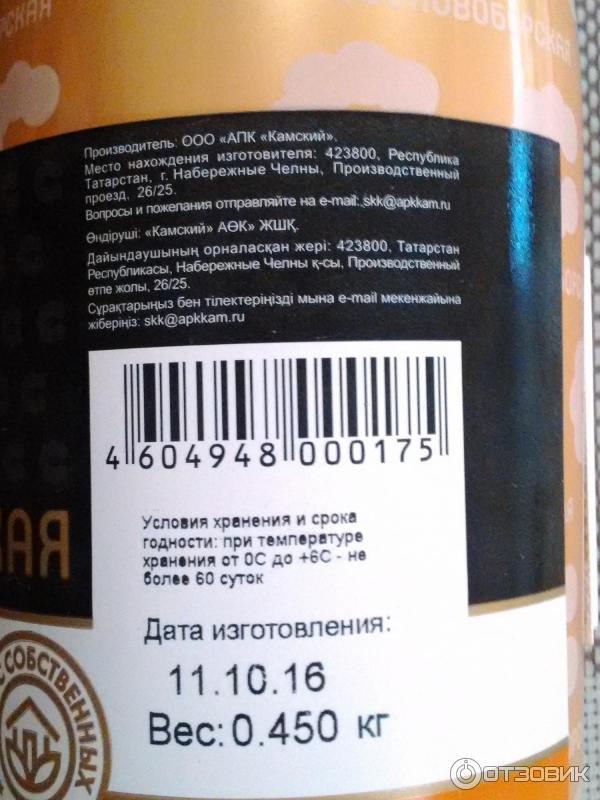 Производитель: ООО «АПК «Камский».
Место нахождения изготовителя: 423800, Республика
Татарстан, г. Набережные Челны, Производственный
проезд, 26/25.
Вопросы и пожелания отправляйте на e-mail: skk@apkkam.ru
Өндіруші: «Камский» АӨК» ЖШҚ.
Дайындаушының орналасқан жері: 423800, Татарстан
Республикасы, Набережные Челны қ-сы, Производственный
өтпе жолы, 26/25.
Сұрақтарыңыз бен тілектеріңізді мына e-mail мекенжайына
жіберіңіз: skk@apkkam.ru
4 604948 000175
Условия хранения и срока
годности: при температуре
хранения от 0С до +6С - не
более 60 суток
Дата изготовления:
11.10.16
Вес: 0.450 кг
С СОБСТВЕННЫХ
ОТЗОВИК